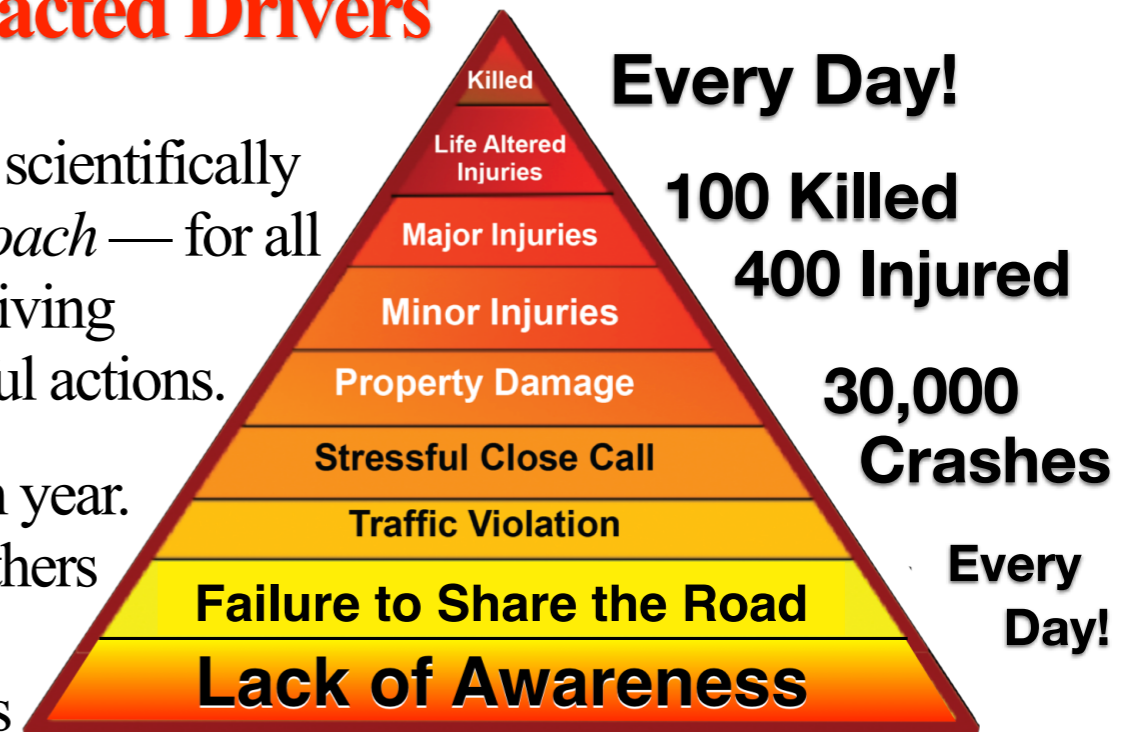 acted Drivers
scientifically
oach — for all
iving
ul actions.
n year.
thers
s
Killed
Life Altered
Injuries
Major Injuries
Minor Injuries
Property Damage
Stressful Close Call
Traffic Violation
Failure to Share the Road
Lack of Awareness
Every Day!
100 Killed
400 Injured
30,000
Crashes
Every
Day!